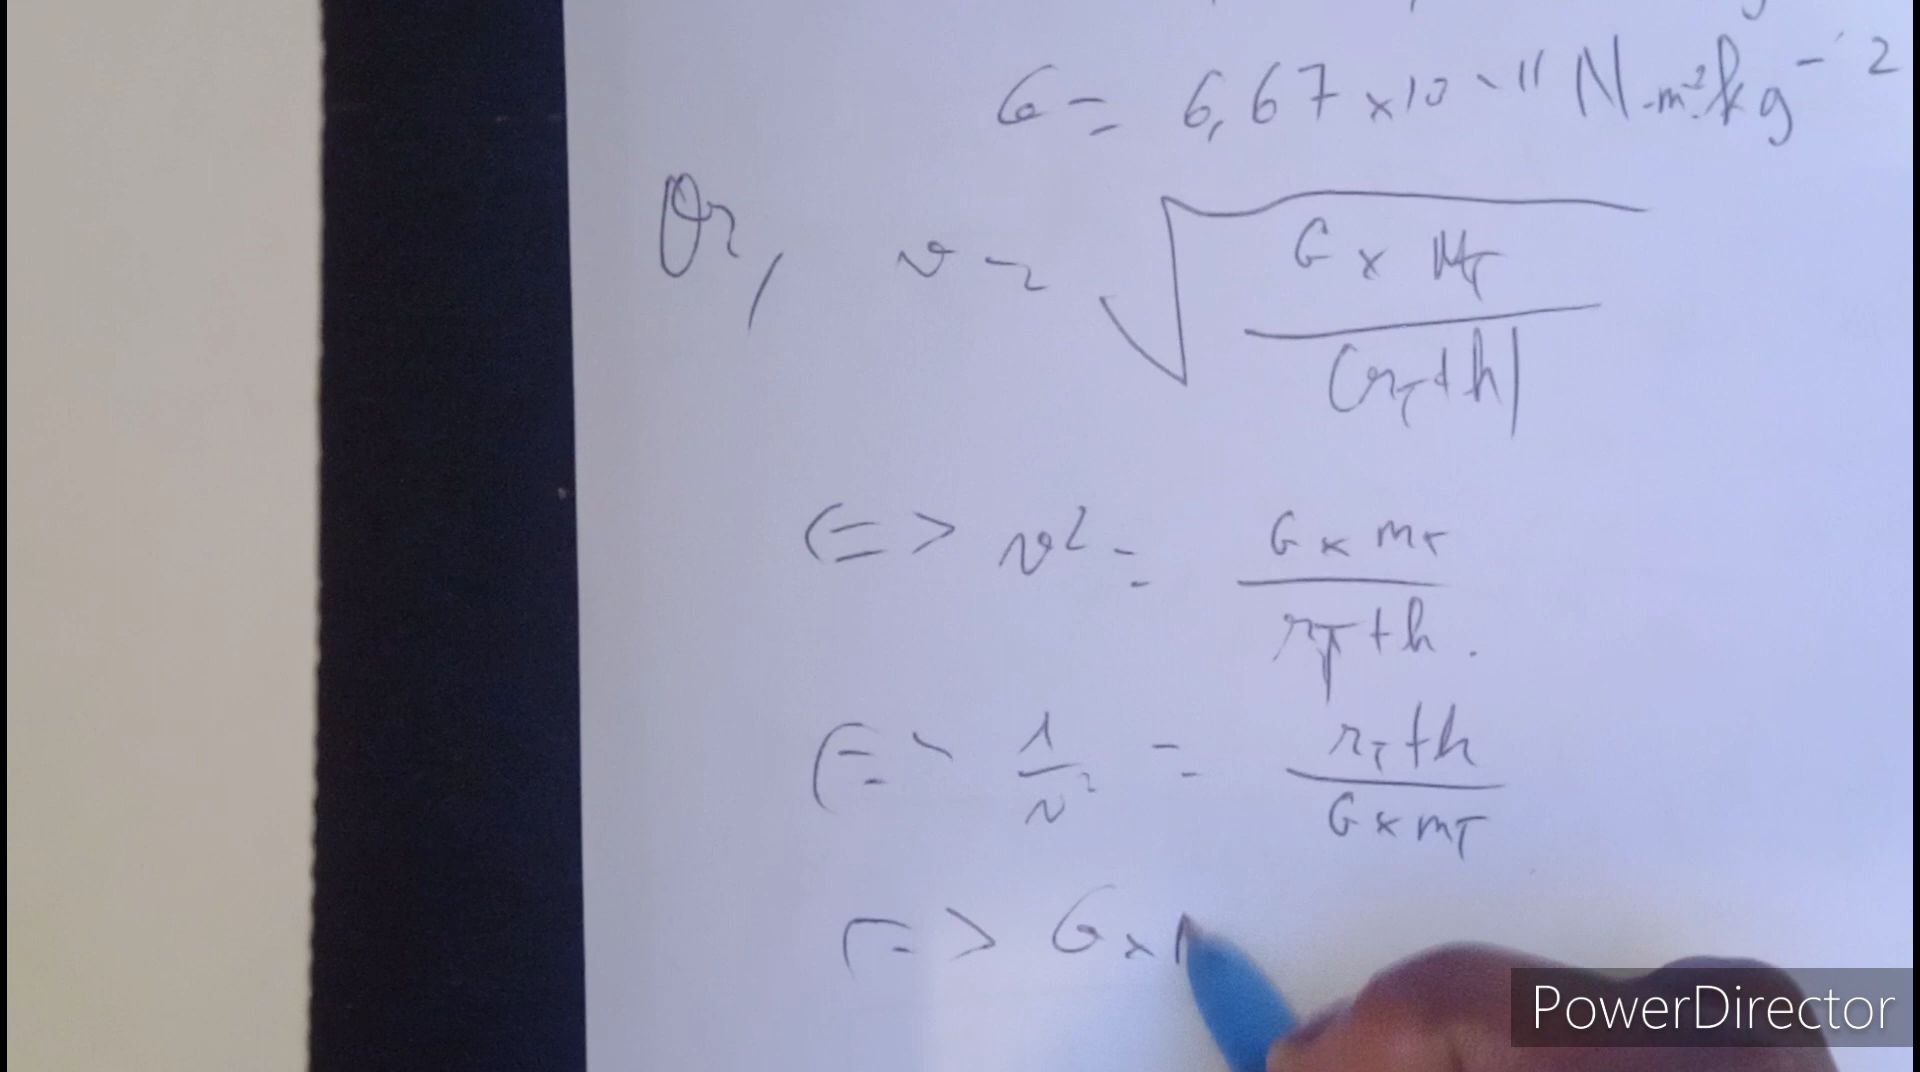 G = 6,67 x 10 -11 N.m².kg⁻²
Or, v = √(G x MT / (rT + h))
<=> v² = G x mT / rT + h.
<=> 1/v² = rT + h / G x mT
<=> G x
PowerDirector